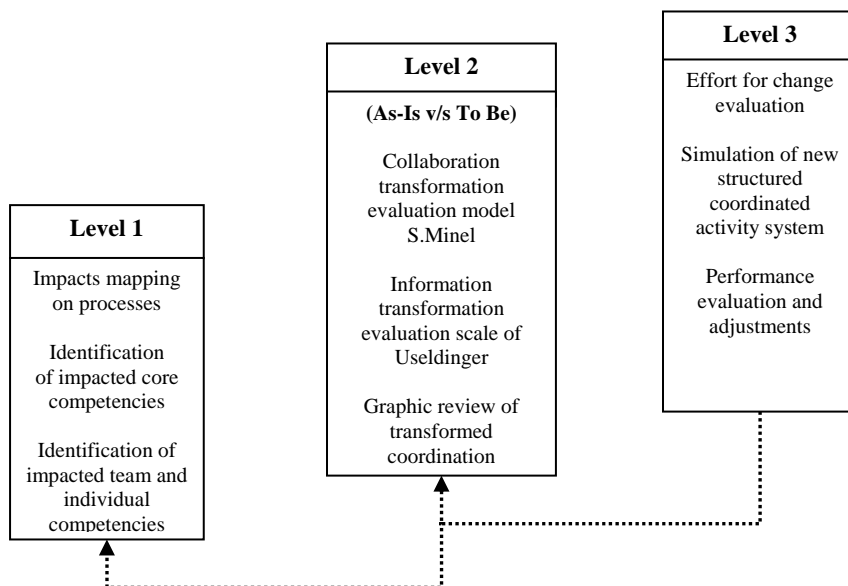 Level 1
Impacts mapping
on processes
Identification
of impacted core
competencies
Identification of
impacted team and
individual
competencies
Level 2
(As-Is v/s To Be)
Collaboration
transformation
evaluation model
S.Minel
Information
transformation
evaluation scale of
Useldinger
Graphic review of
transformed
coordination
Level 3
Effort for change
evaluation
Simulation of new
structured
coordinated
activity system
Performance
evaluation and
adjustments